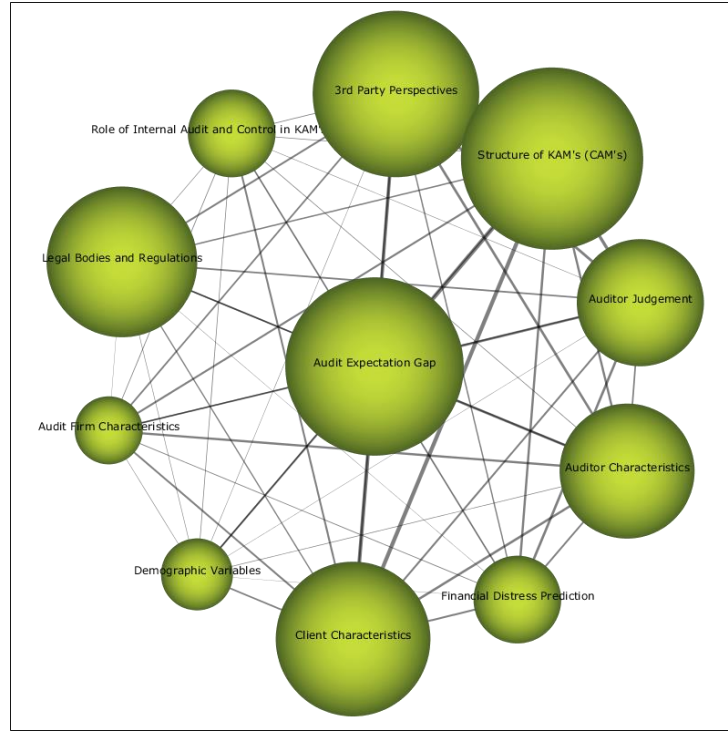 3rd Party Perspectives
Role of Internal Audit and Control in KAM'
Structure of KAM's (CAM's)
Legal Bodies and Regulations
Auditor Judgement
Audit Expectation Gap
Audit Firm Characteristics
Auditor Characteristics
Demographic Variables
Financial Distress Prediction
Client Characteristics